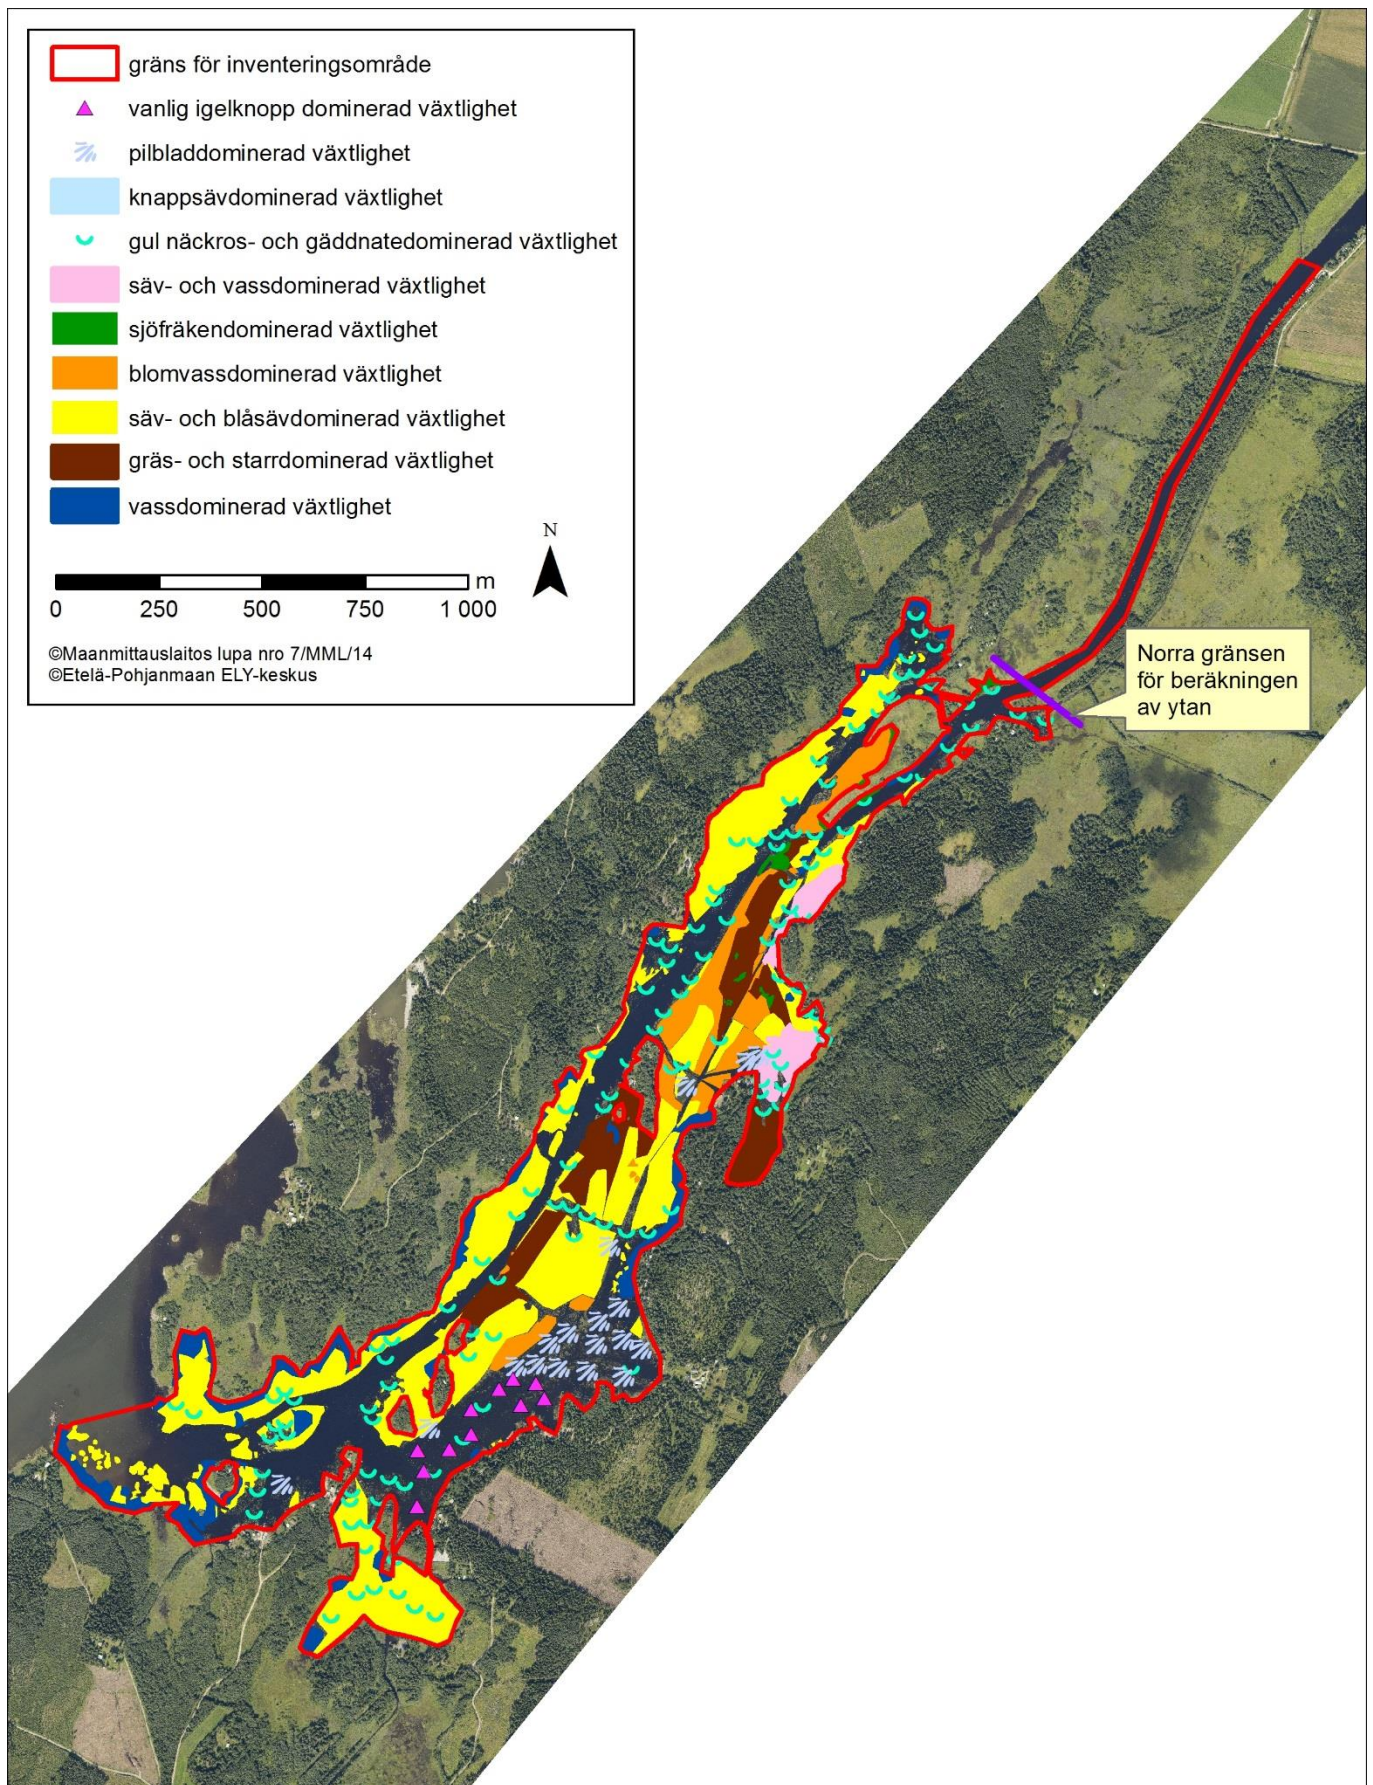 gräns för inventeringsområde
vanlig igelknopp dominerad växtlighet
pilbladdominerad växtlighet
knappsävdominerad växtlighet
gul näckros- och gäddnatedominerad växtlighet
säv- och vassdominerad växtlighet
sjöfräkendominerad växtlighet
blomvassdominerad växtlighet
säv- och blåsävdominerad växtlighet
gräs- och starrdominerad växtlighet
vassdominerad växtlighet
N
m
0 250 500 750 1 000
©Maanmittauslaitos lupa nro 7/MML/14
©Etelä-Pohjanmaan ELY-keskus
Norra gränsen
för beräkningen
av ytan